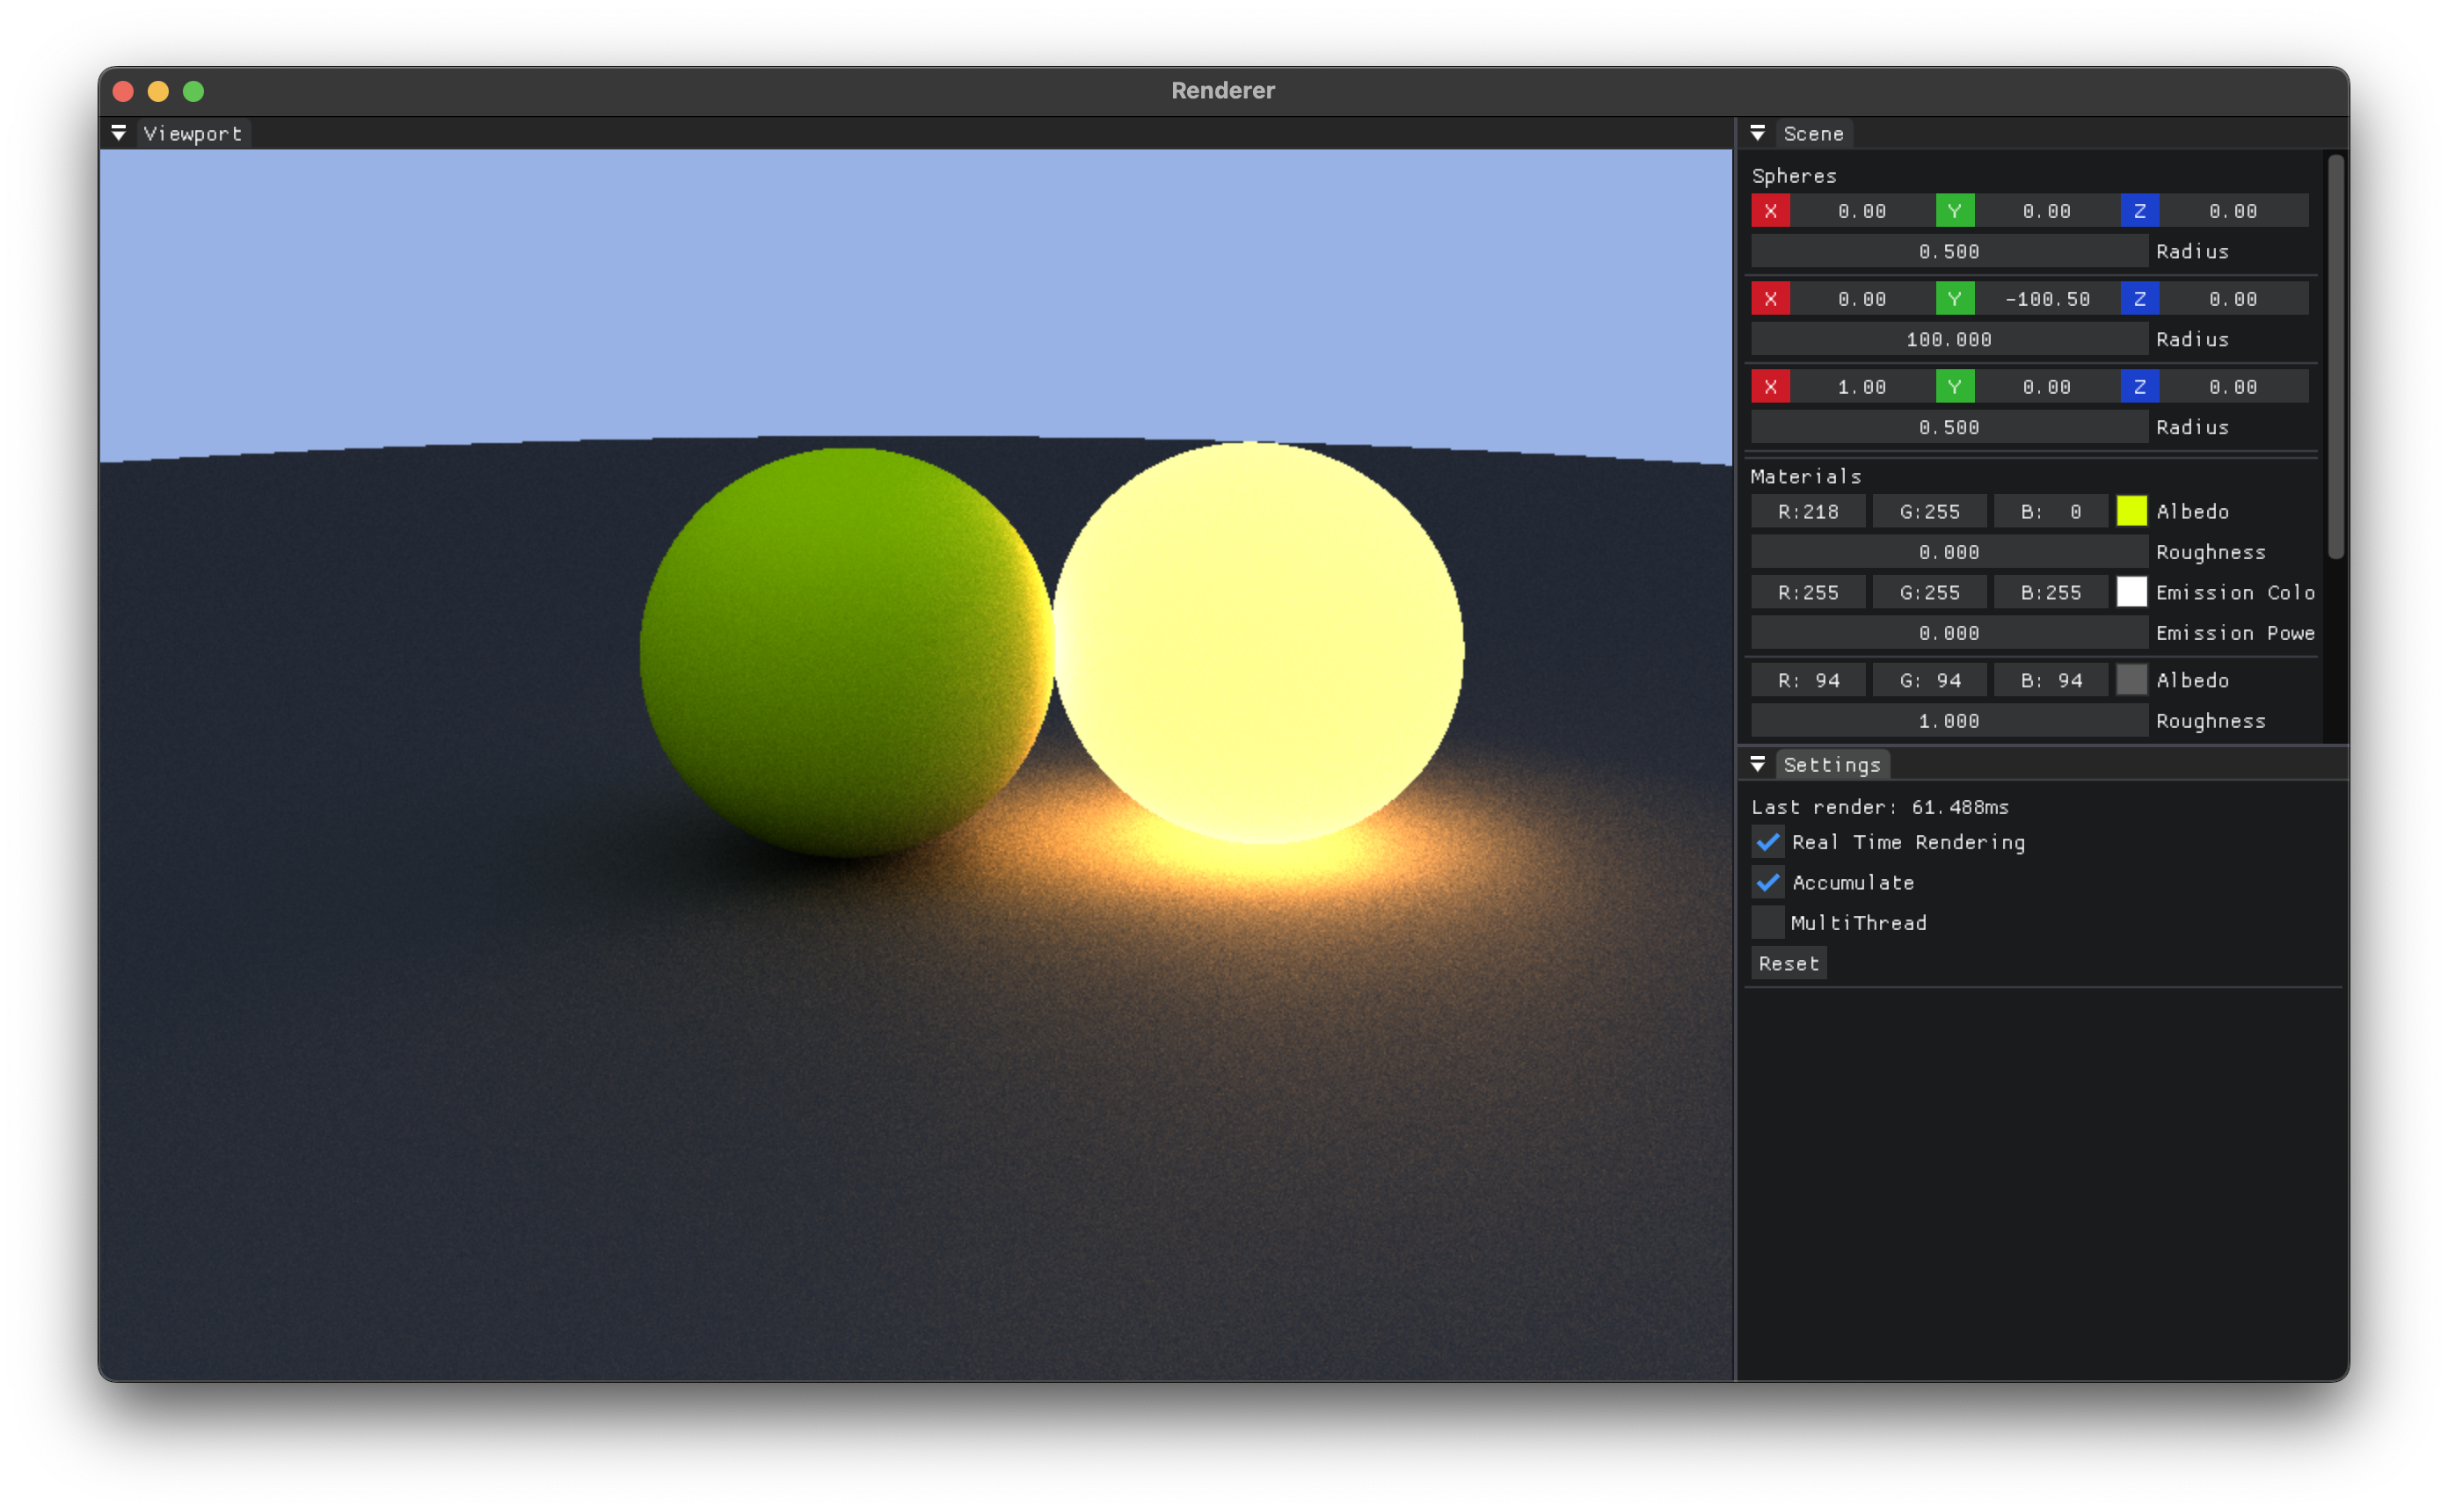 Renderer
Viewport
Scene
Spheres
X 0.00 Y 0.00 Z 0.00
0.500 Radius
X 0.00 Y -100.50 Z 0.00
100.000 Radius
X 1.00 Y 0.00 Z 0.00
0.500 Radius
Materials
R:218 G:255 B: 0 Albedo
0.000 Roughness
R:255 G:255 B:255 Emission Colo
0.000 Emission Powe
R: 94 G: 94 B: 94 Albedo
1.000 Roughness
Settings
Last render: 61.488ms
Real Time Rendering
Accumulate
MultiThread
Reset